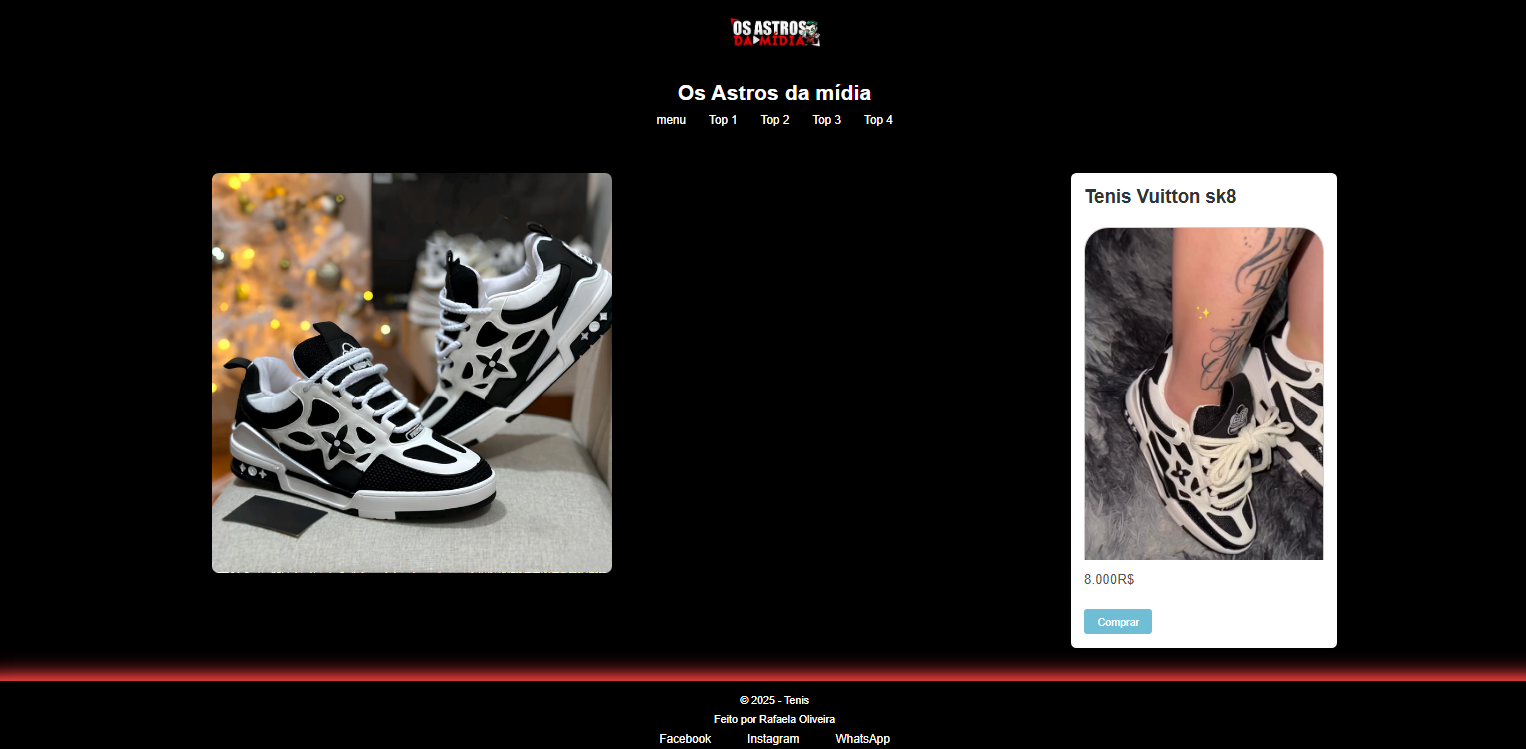 OS ASTROS
DA MÍDIA
Os Astros da mídia
menu Top 1 Top 2 Top 3 Top 4
Tenis Vuitton sk8
8.000R$
Comprar
© 2025 - Tenis
Feito por Rafaela Oliveira
Facebook Instagram WhatsApp